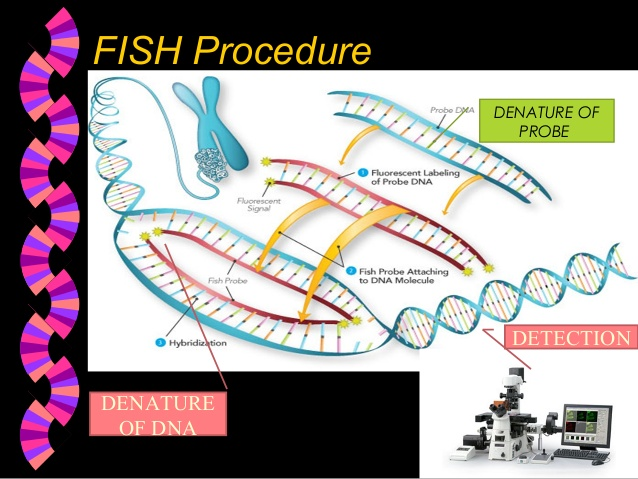 FISH Procedure
Probe DNA
DENATURE OF
PROBE
1 Fluorescent Labeling
of Probe DNA
Fluorescent
Signal
2 Fish Probe Attaching
to DNA Molecule
Fish Probe
3 Hybridization
DETECTION
DENATURE
OF DNA